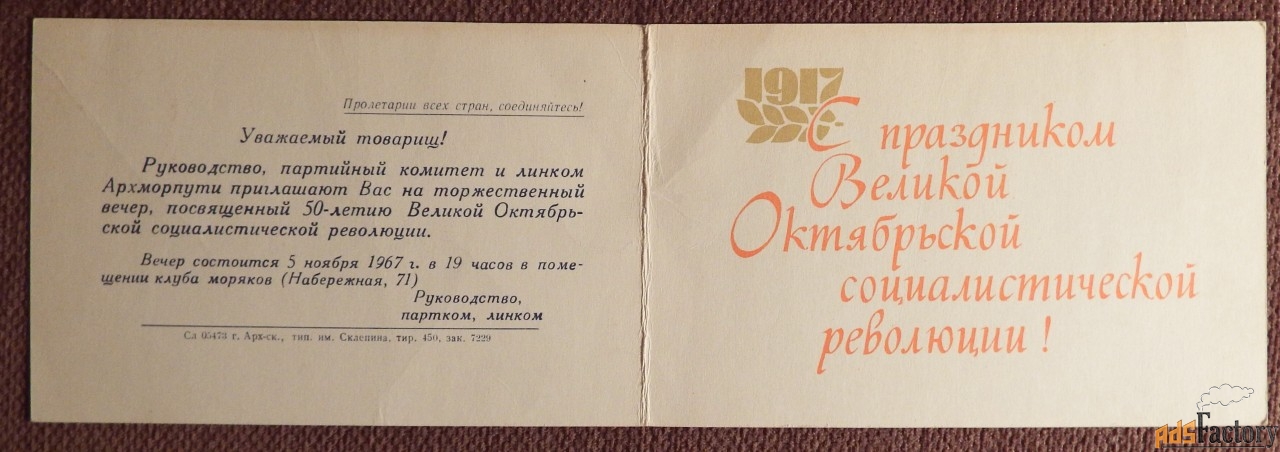 Пролетарии всех стран, соединяйтесь!
Уважаемый товарищ!
Руководство, партийный комитет и линком
Архморпути приглашают Вас на торжественный
вечер, посвященный 50-летию Великой Октябрь-
ской социалистической революции.
Вечер состоится 5 ноября 1967 г. в 19 часов в поме-
щении клуба моряков (Набережная, 71)
Руководство,
партком, линком
Сл 05473 г. Арх-ск., тип. им. Склепина, тир. 450, зак. 7229
1917
С праздником
Великой
Октябрьской
социалистической
революции!
adsFactory